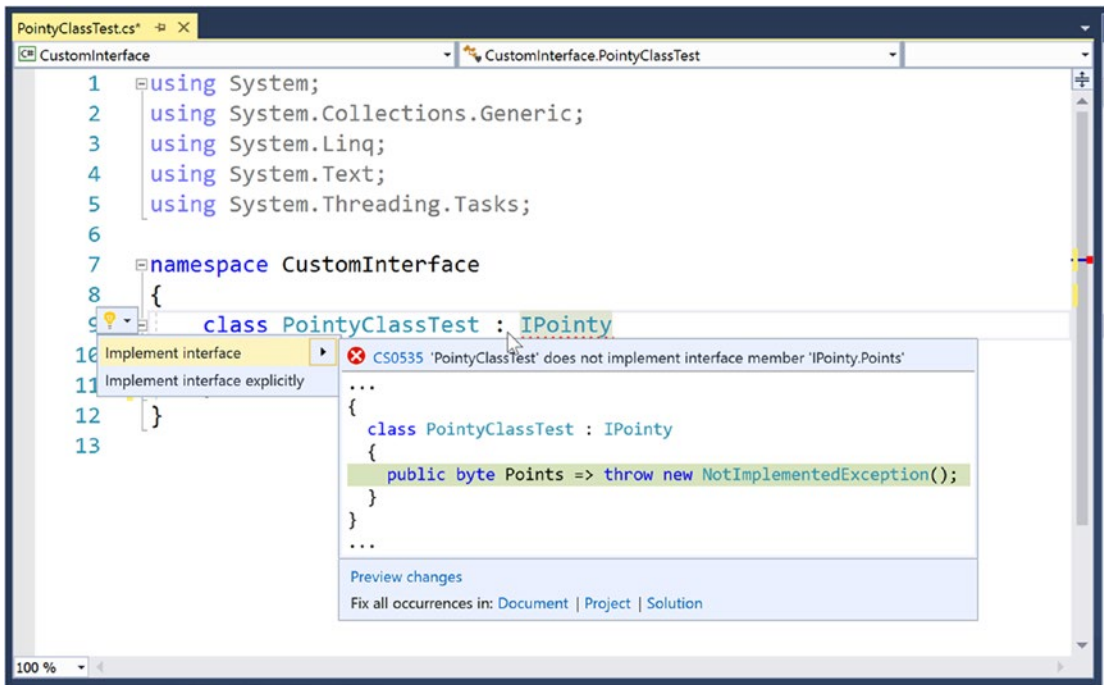 PointyClassTest.cs*
CustomInterface
CustomInterface.PointyClassTest
1 using System;
2 using System.Collections.Generic;
3 using System.Linq;
4 using System.Text;
5 using System.Threading.Tasks;
6
7 namespace CustomInterface
8 {
9 class PointyClassTest : IPointy
10
11
12 }
13
Implement interface
Implement interface explicitly
CS0535 'PointyClassTest' does not implement interface member 'IPointy.Points'
...
{
class PointyClassTest : IPointy
{
public byte Points => throw new NotImplementedException();
}
}
...
Preview changes
Fix all occurrences in: Document | Project | Solution
100 %